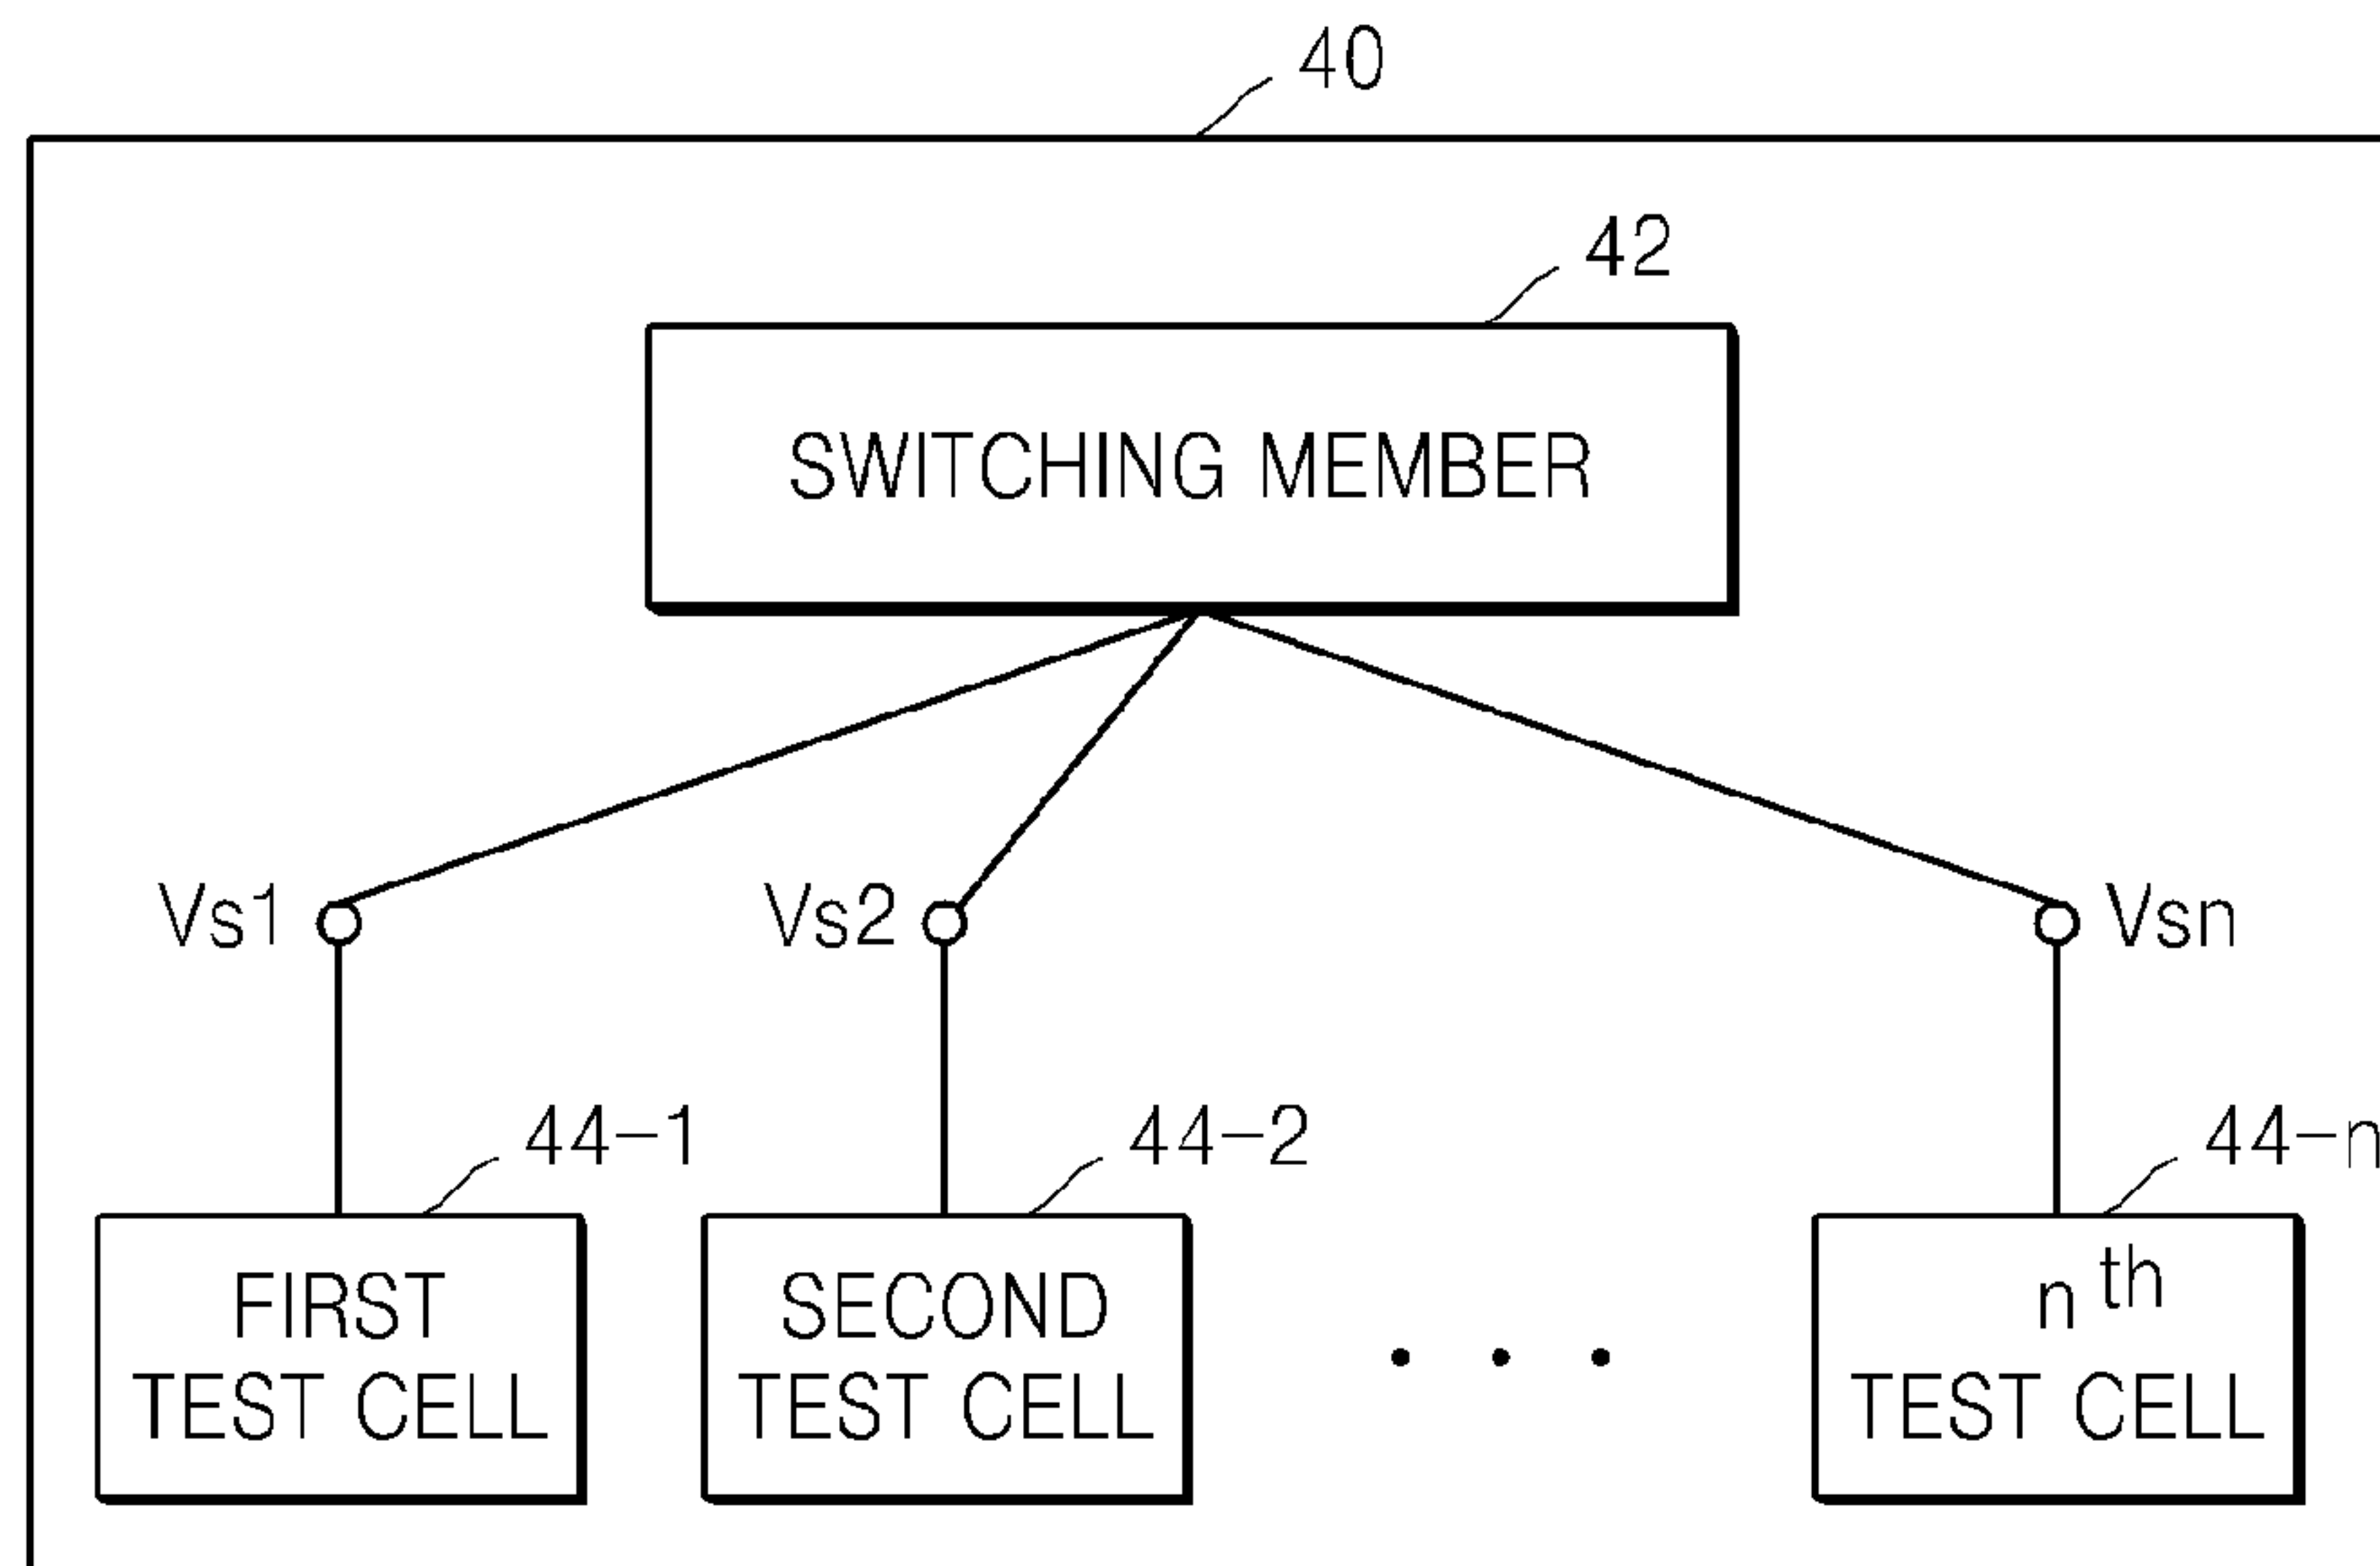 40
42
SWITCHING MEMBER
Vs1 Vs2 Vsn
44-1 44-2 44-n
FIRST
TEST CELL
SECOND
TEST CELL
nth
TEST CELL